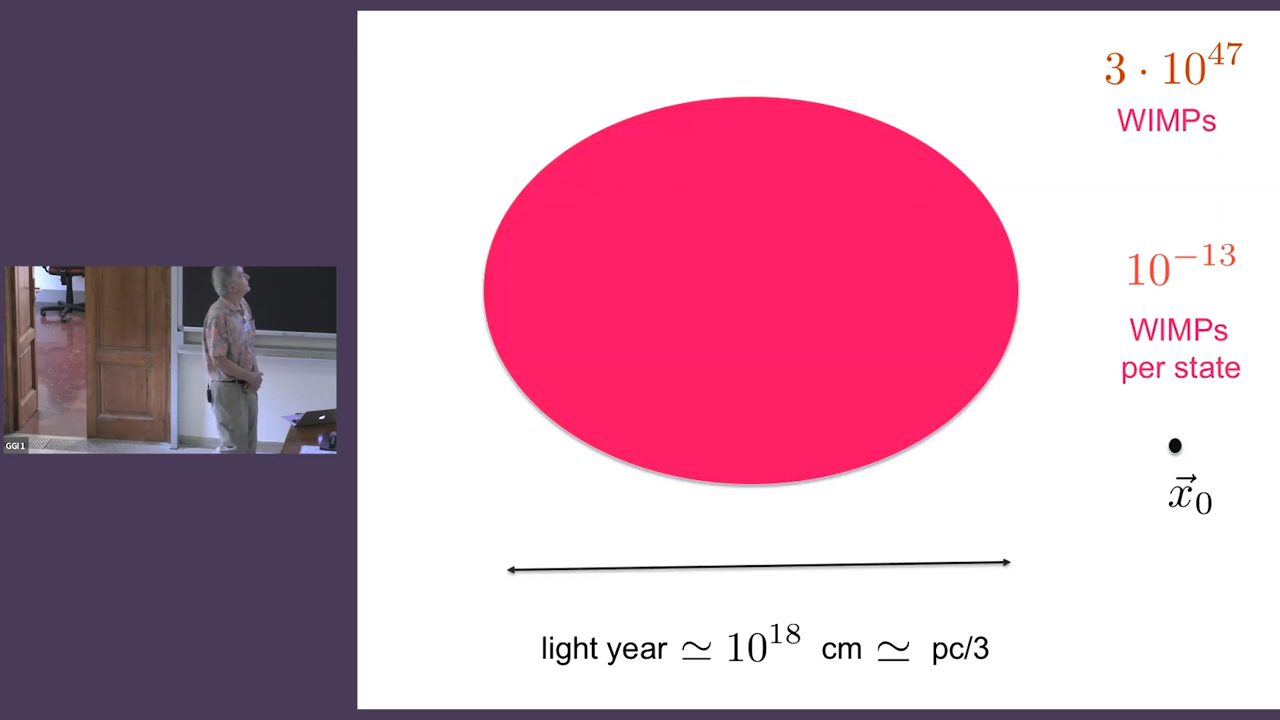 3 · 10^47
WIMPs
10^−13
WIMPs
per state
x⃗0
light year ≃ 10^18 cm ≃ pc/3
GGI 1